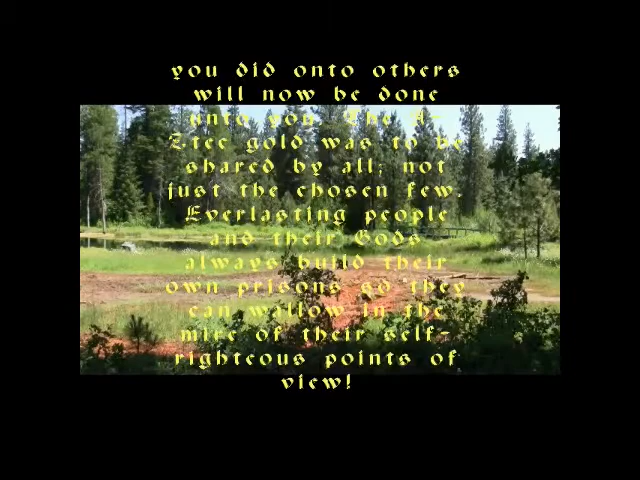 you did onto others
will now be done
unto you. The A-
Ztec gold was to be
shared by all; not
just the chosen few.
Everlasting people
and their Gods
always build their
own prisons so they
can wallow in the
mire of their self-
righteous points of
view!